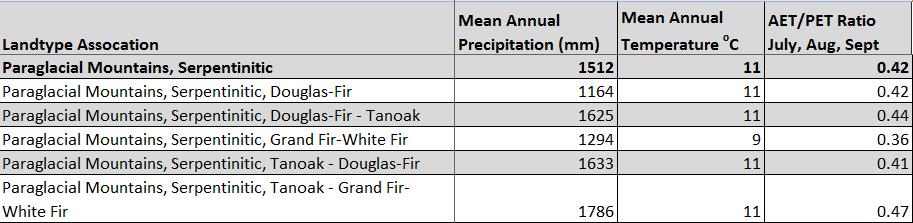 Landtype Assocation Mean Annual Precipitation (mm) Mean Annual Temperature °C AET/PET Ratio July, Aug, Sept
Paraglacial Mountains, Serpentinitic 1512 11 0.42
Paraglacial Mountains, Serpentinitic, Douglas-Fir 1164 11 0.42
Paraglacial Mountains, Serpentinitic, Douglas-Fir - Tanoak 1625 11 0.44
Paraglacial Mountains, Serpentinitic, Grand Fir-White Fir 1294 9 0.36
Paraglacial Mountains, Serpentinitic, Tanoak - Douglas-Fir 1633 11 0.41
Paraglacial Mountains, Serpentinitic, Tanoak - Grand Fir-
White Fir 1786 11 0.47